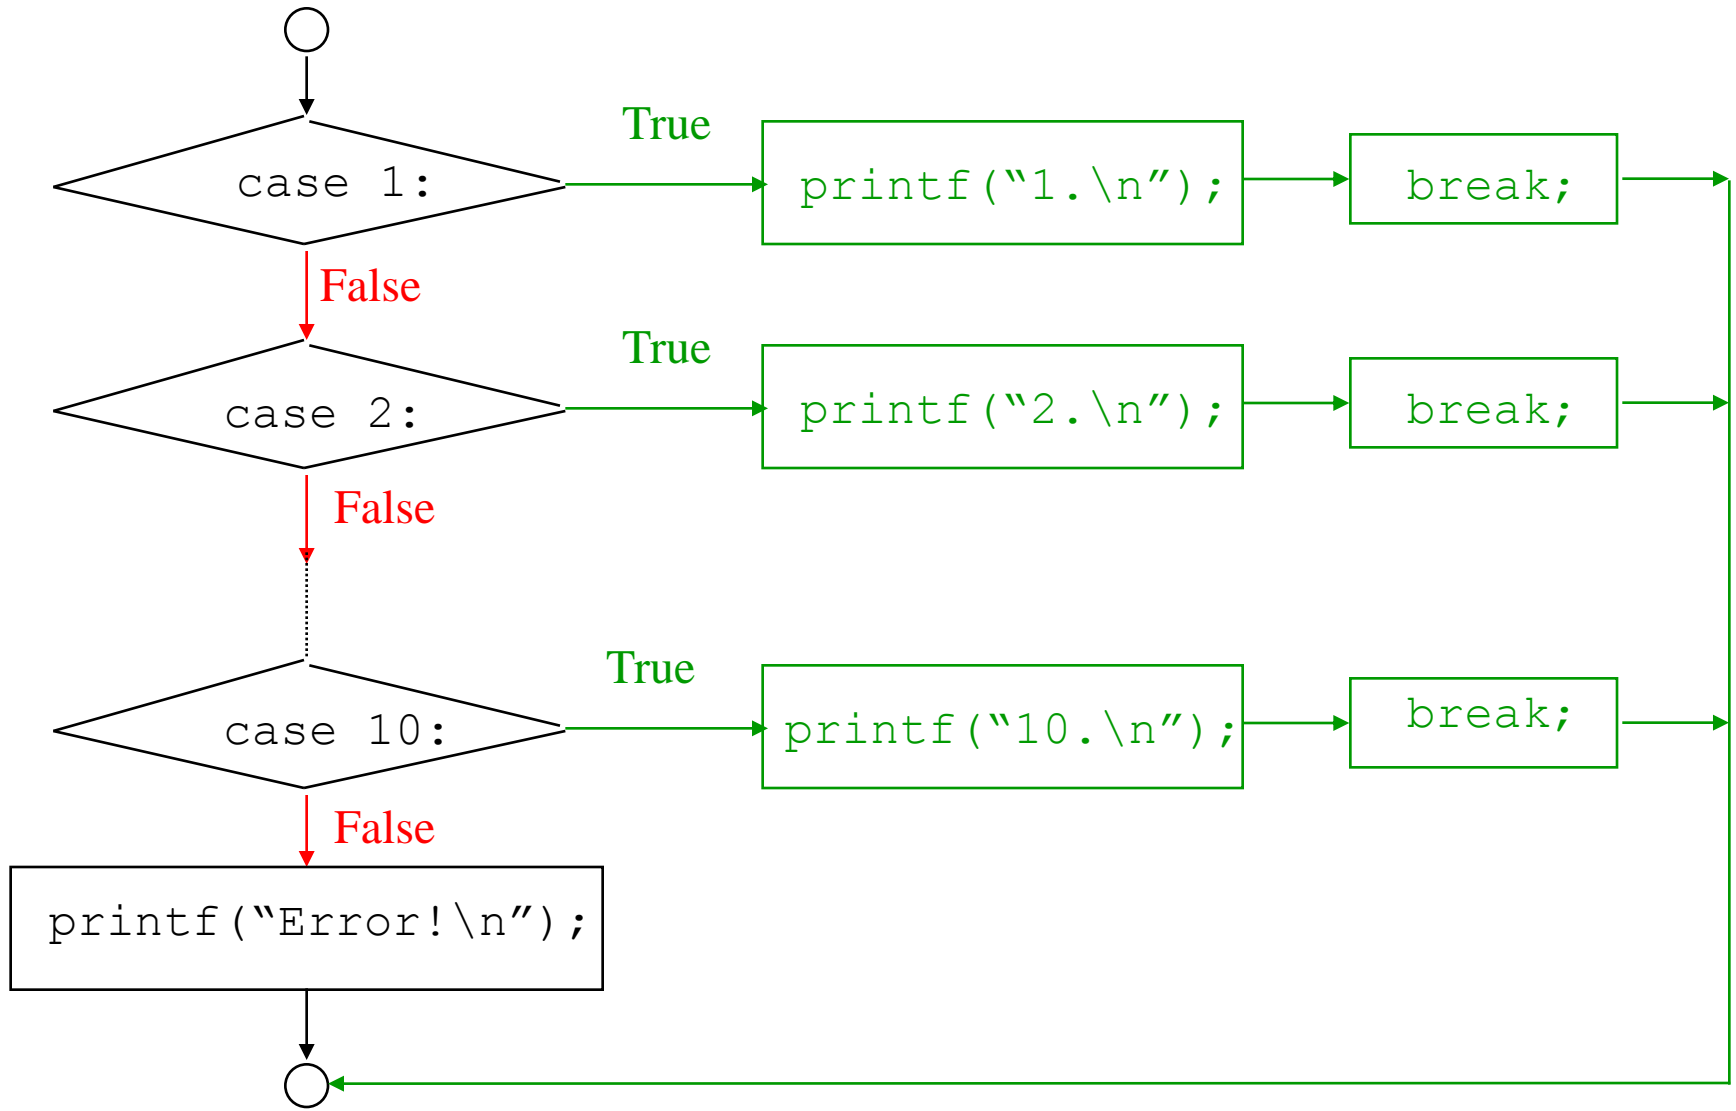 True
case 1:
printf(“1.\n”);
break;
False
True
case 2:
printf(“2.\n”);
break;
False
True
case 10:
printf(“10.\n”);
break;
False
printf(“Error!\n”);